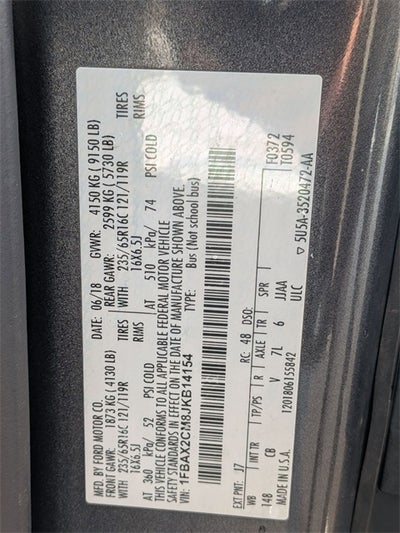 MFD. BY FORD MOTOR CO.
DATE: 06/18 GVWR: 4150 KG ( 9150 LB)
FRONT GAWR: 1873 KG ( 4130 LB) REAR GAWR: 2599 KG ( 5730 LB)
WITH 235/65R16C 121/119R TIRES WITH 235/65R16C 121/119R TIRES
16X6.5J RIMS 16X6.5J RIMS
AT 360 kPa/ 52 PSI COLD AT 510 kPa/ 74 PSI COLD
THIS VEHICLE CONFORMS TO ALL APPLICABLE FEDERAL MOTOR VEHICLE
SAFETY STANDARDS IN EFFECT ON THE DATE OF MANUFACTURE SHOWN ABOVE.
VIN: 1FBAX2CM8JKB14154 Bus (Not school bus)
F0372
T0594
EXT PNT: J7 RC: 48 DSO:
WB INT TR TP/PS R AXLE TR SPR
148 CB V 7L 6 JJAA
12018061S5842 ULC
MADE IN U.S.A. 5U5A-3520472-AA